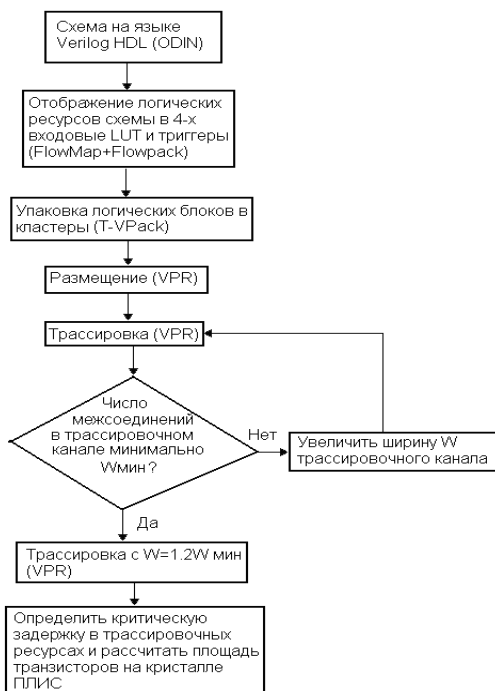 Схема на языке
Verilog HDL (ODIN)
Отображение логических
ресурсов схемы в 4-х
входовые LUT и триггеры
(FlowMap+Flowpack)
Упаковка логических блоков в
кластеры (T-VPack)
Размещение (VPR)
Трассировка (VPR)
Число
межсоединений
в трассировочном
канале минимально
Wмин ?
Нет
Увеличить ширину W
трассировочного канала
Да
Трассировка с W=1.2W мин
(VPR)
Определить критическую
задержку в трассировочных
ресурсах и рассчитать площадь
транзисторов на кристалле
ПЛИС